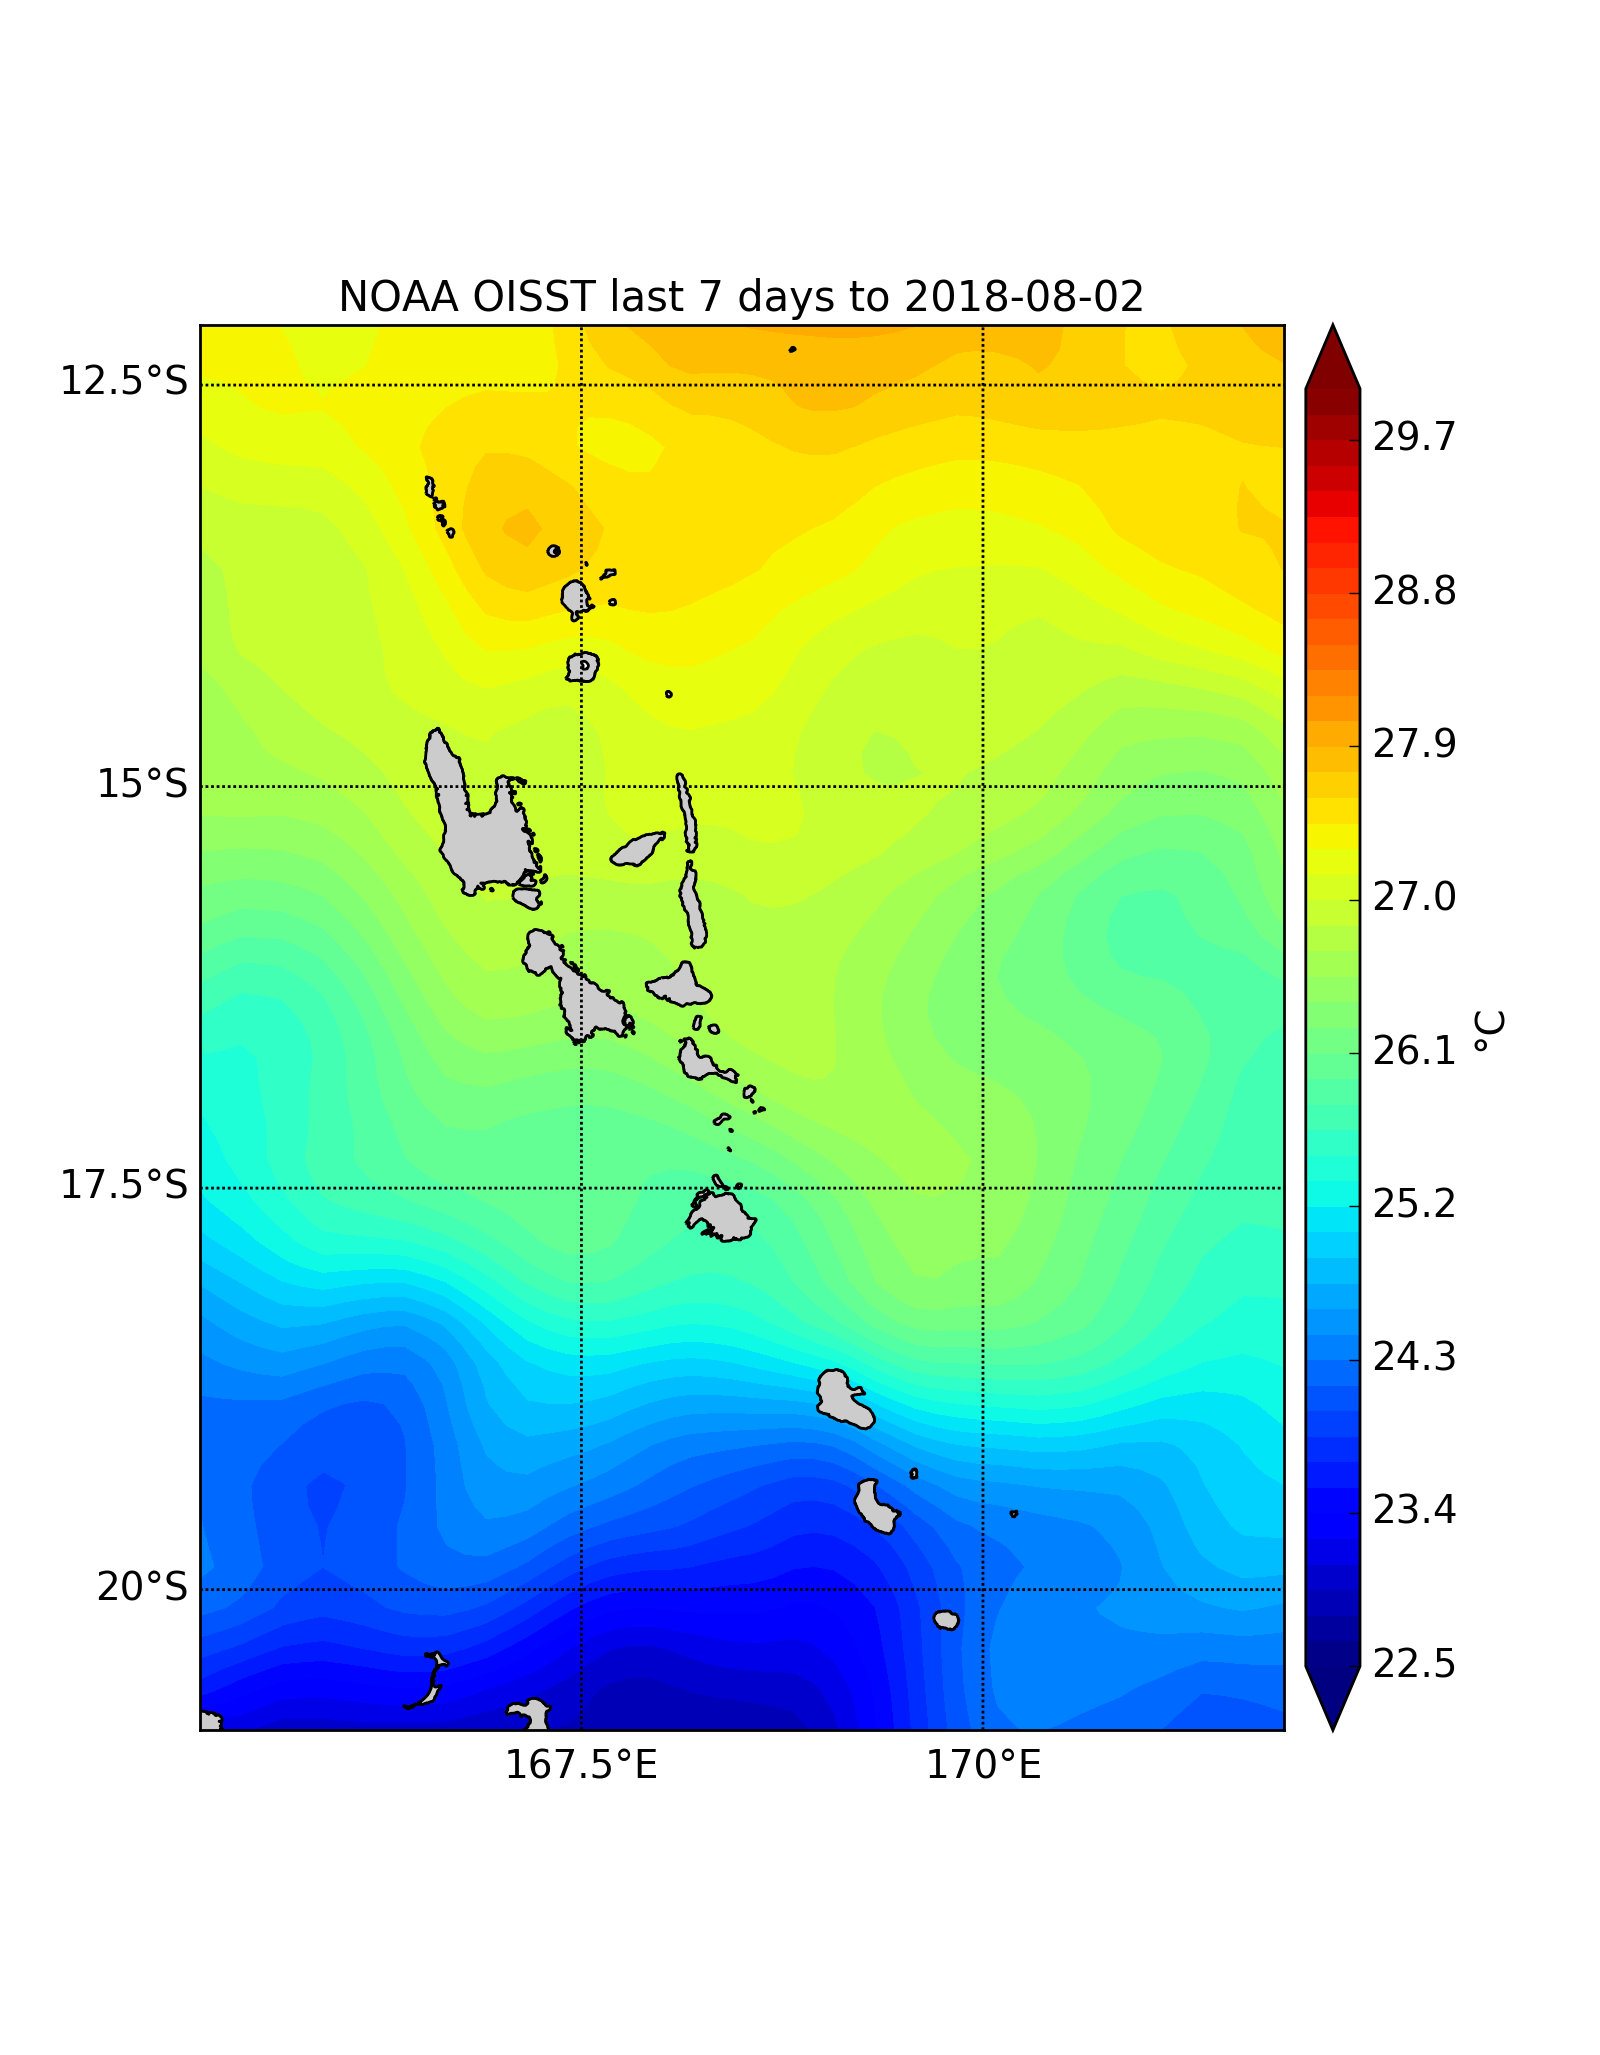 NOAA OISST last 7 days to 2018-08-02
12.5°S
15°S
17.5°S
20°S
167.5°E
170°E
29.7
28.8
27.9
27.0
26.1
25.2
24.3
23.4
22.5
°C